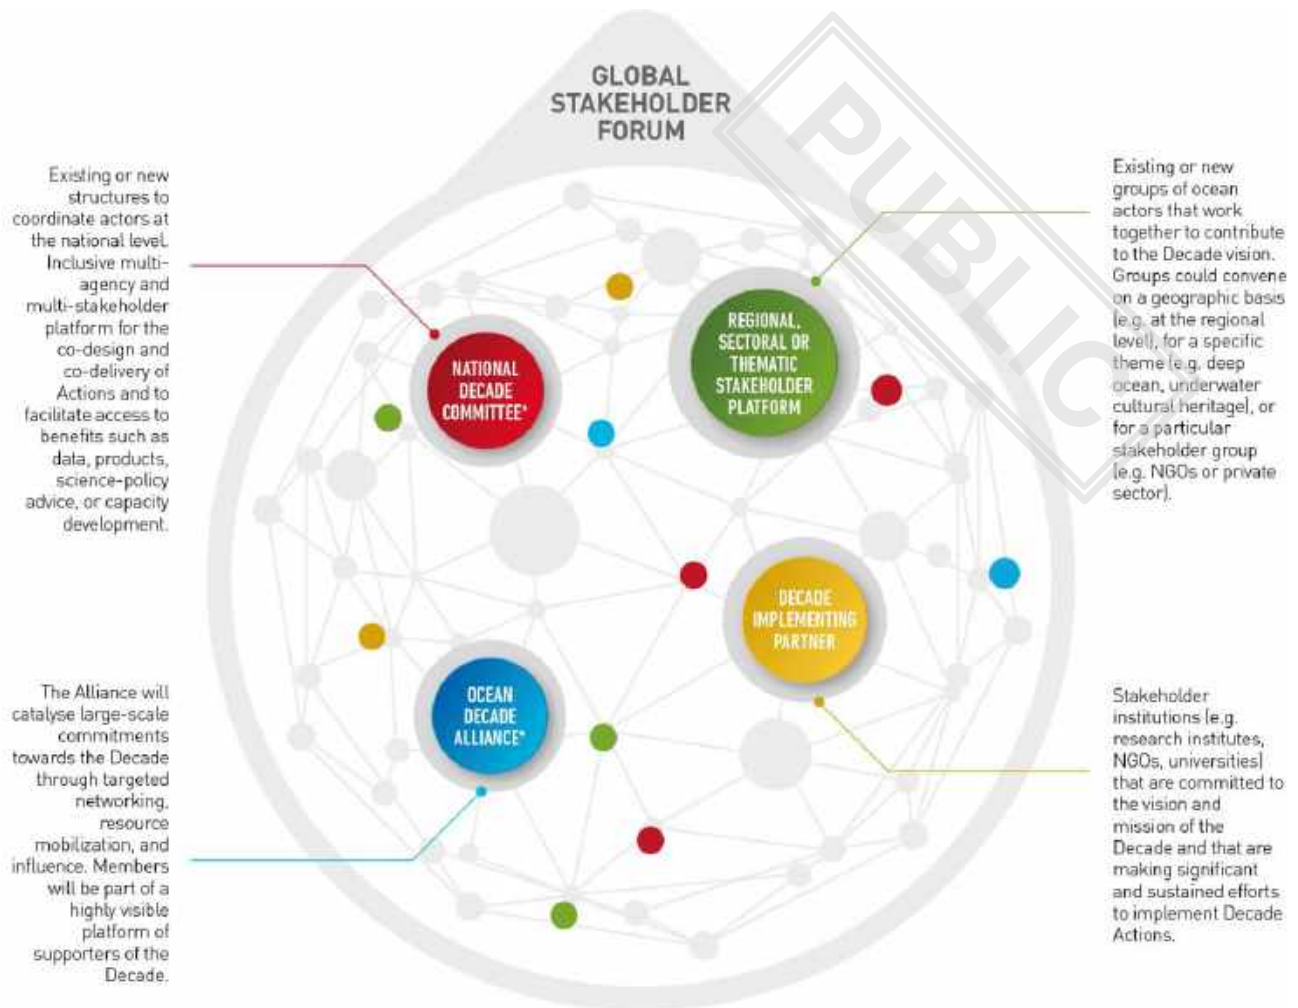 GLOBAL
STAKEHOLDER
FORUM
Existing or new
structures to
coordinate actors at
the national level.
Inclusive multi-
agency and
multi-stakeholder
platform for the
co-design and
co-delivery of
Actions and to
facilitate access to
benefits such as
data, products,
science-policy
advice, or capacity
development.
NATIONAL
DECADE
COMMITTEE*
REGIONAL,
SECTORAL OR
THEMATIC
STAKEHOLDER
PLATFORM
Existing or new
groups of ocean
actors that work
together to contribute
to the Decade vision.
Groups could convene
on a geographic basis
(e.g. at the regional
level), for a specific
theme (e.g. deep
ocean, underwater
cultural heritage), or
for a particular
stakeholder group
(e.g. NGOs or private
sector).
The Alliance will
catalyse large-scale
commitments
towards the Decade
through targeted
networking,
resource
mobilization, and
influence. Members
will be part of a
highly visible
platform of
supporters of the
Decade.
OCEAN
DECADE
ALLIANCE*
DECADE
IMPLEMENTING
PARTNER
Stakeholder
institutions (e.g.
research institutes,
NGOs, universities)
that are committed to
the vision and
mission of the
Decade and that are
making significant
and sustained efforts
to implement Decade
Actions.
PUBLIC